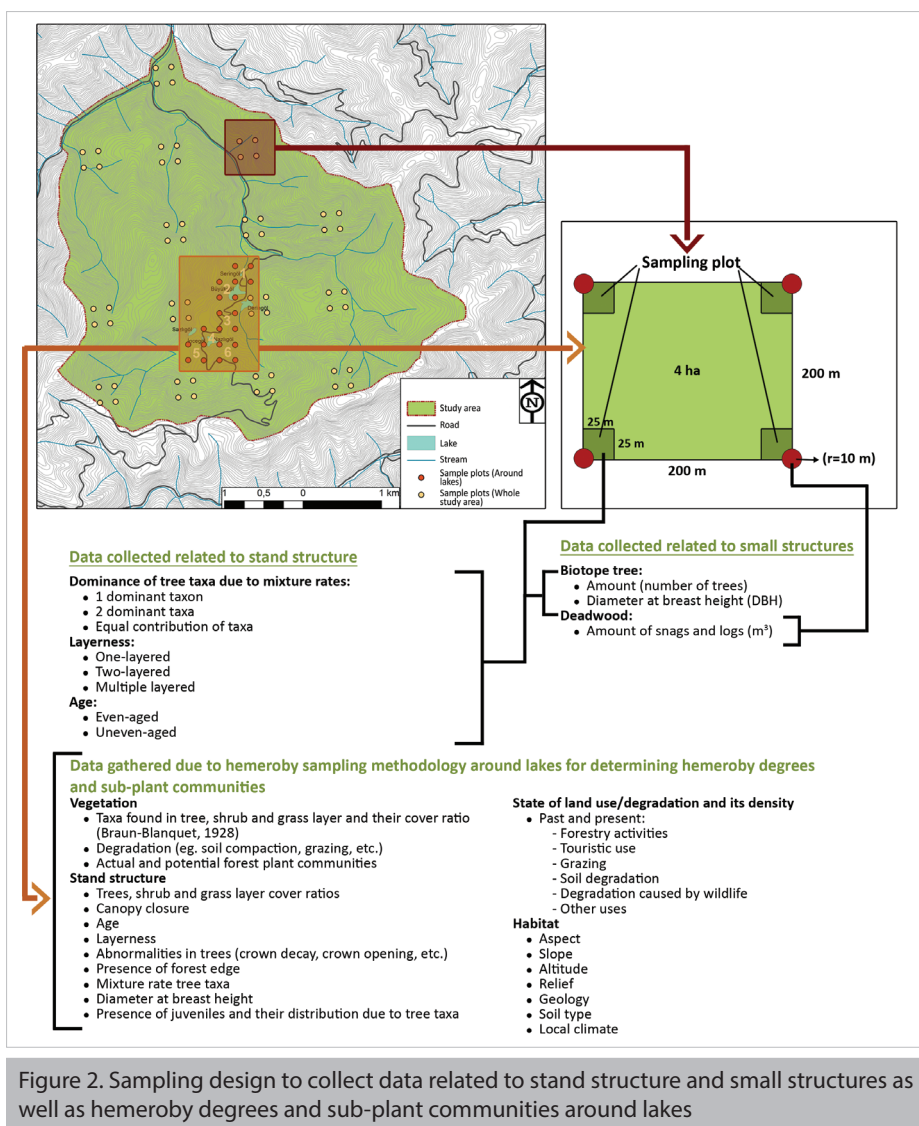 Seringöl
3
5
6
Study area
Road
Lake
Stream
Sample plots (Around
lakes)
Sample plots (Whole
study area)
N
1 0,5 0 1 km
Sampling plot
4 ha
200 m
25 m
25 m
200 m
(r=10 m)
Data collected related to stand structure
Dominance of tree taxa due to mixture rates:
• 1 dominant taxon
• 2 dominant taxa
• Equal contribution of taxa
Layerness:
• One-layered
• Two-layered
• Multiple layered
Age:
• Even-aged
• Uneven-aged
Data collected related to small structures
Biotope tree:
• Amount (number of trees)
• Diameter at breast height (DBH)
Deadwood:
• Amount of snags and logs (m³)
Data gathered due to hemeroby sampling methodology around lakes for determining hemeroby degrees
and sub-plant communities
Vegetation
• Taxa found in tree, shrub and grass layer and their cover ratio
(Braun-Blanquet, 1928)
• Degradation (eg. soil compaction, grazing, etc.)
• Actual and potential forest plant communities
Stand structure
• Trees, shrub and grass layer cover ratios
• Canopy closure
• Age
• Layerness
• Abnormalities in trees (crown decay, crown opening, etc.)
• Presence of forest edge
• Mixture rate tree taxa
• Diameter at breast height
• Presence of juveniles and their distribution due to tree taxa
State of land use/degradation and its density
• Past and present:
- Forestry activities
- Touristic use
- Grazing
- Soil degradation
- Degradation caused by wildlife
- Other uses
Habitat
• Aspect
• Slope
• Altitude
• Relief
• Geology
• Soil type
• Local climate
Figure 2. Sampling design to collect data related to stand structure and small structures as
well as hemeroby degrees and sub-plant communities around lakes